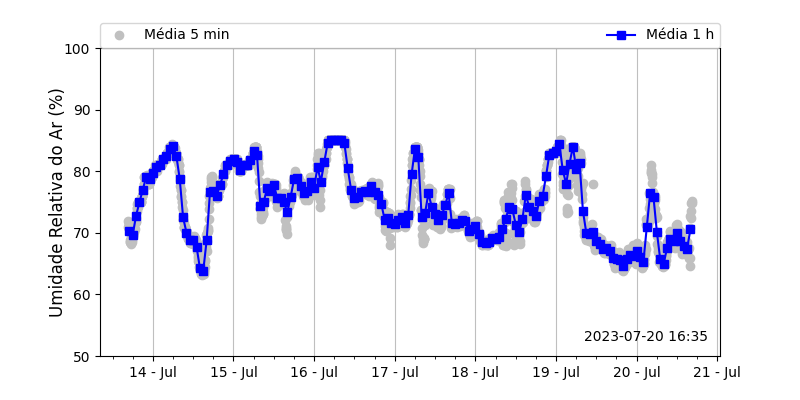 Média 5 min
Média 1 h
100
90
80
70
60
50
Umidade Relativa do Ar (%)
2023-07-20 16:35
14 - Jul
15 - Jul
16 - Jul
17 - Jul
18 - Jul
19 - Jul
20 - Jul
21 - Jul